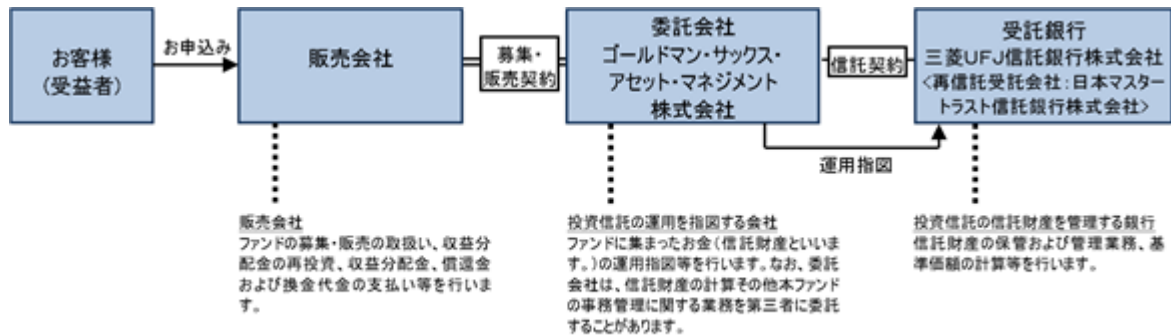 お客様
(受益者)
お申込み
販売会社
募集・
販売契約
委託会社
ゴールドマン・サックス・
アセット・マネジメント
株式会社
信託契約
受託銀行
三菱UFJ信託銀行株式会社
<再信託受託会社:日本マスター
トラスト信託銀行株式会社>
運用指図
販売会社
ファンドの募集・販売の取扱い、収益分
配金の再投資、収益分配金、償還金
および換金代金の支払い等を行いま
す。
投資信託の運用を指図する会社
ファンドに集まったお金(信託財産といいま
す。)の運用指図等を行います。なお、委託
会社は、信託財産の計算その他本ファンド
の事務管理に関する業務を第三者に委託
することがあります。
投資信託の信託財産を管理する銀行
信託財産の保管および管理業務、基
準価額の計算等を行います。